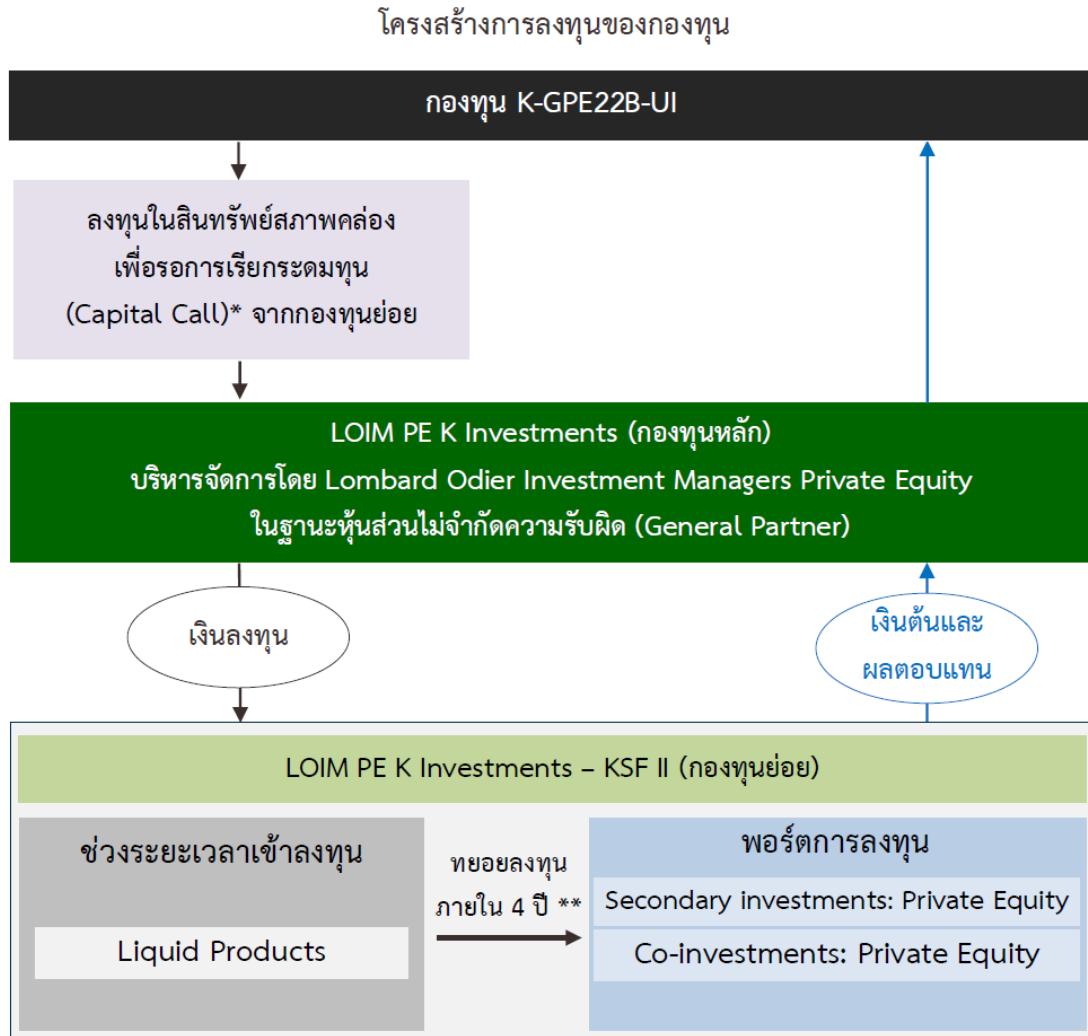 โครงสร้างการลงทุนของกองทุน
กองทุน K-GPE22B-UI
ลงทุนในสินทรัพย์สภาพคล่อง
เพื่อรอการเรียกระดมทุน
(Capital Call)* จากกองทุนย่อย
LOIM PE K Investments (กองทุนหลัก)
บริหารจัดการโดย Lombard Odier Investment Managers Private Equity
ในฐานะหุ้นส่วนไม่จำกัดความรับผิด (General Partner)
เงินลงทุน
เงินต้นและ
ผลตอบแทน
LOIM PE K Investments – KSF II (กองทุนย่อย)
ช่วงระยะเวลาเข้าลงทุน
Liquid Products
ทยอยลงทุน
ภายใน 4 ปี **
พอร์ตการลงทุน
Secondary investments: Private Equity
Co-investments: Private Equity